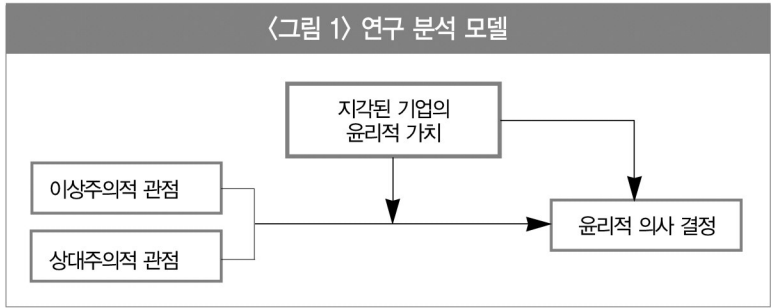 〈그림 1〉 연구 분석 모델
지각된 기업의
윤리적 가치
이상주의적 관점
윤리적 의사 결정
상대주의적 관점